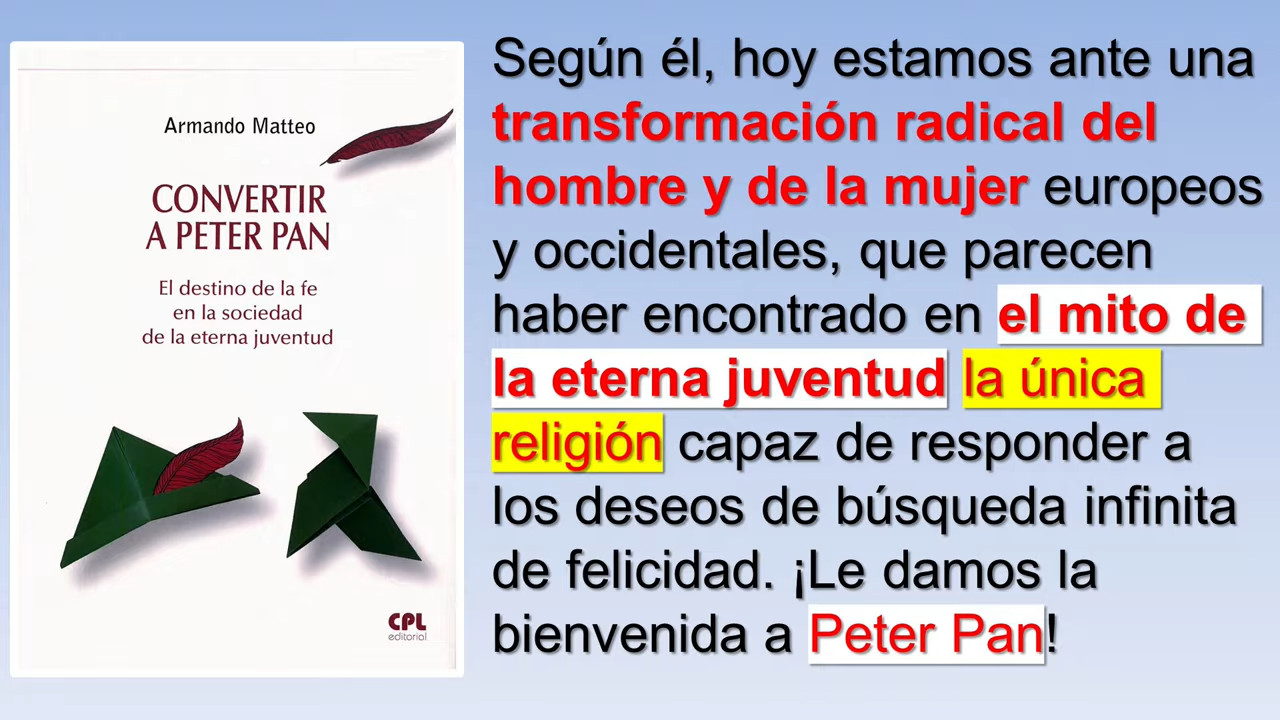 Armando Matteo
CONVERTIR
A PETER PAN
El destino de la fe
en la sociedad
de la eterna juventud
CPL
editorial
Según él, hoy estamos ante una
transformación radical del
hombre y de la mujer europeos
y occidentales, que parecen
haber encontrado en el mito de
la eterna juventud la única
religión capaz de responder a
los deseos de búsqueda infinita
de felicidad. ¡Le damos la
bienvenida a Peter Pan!